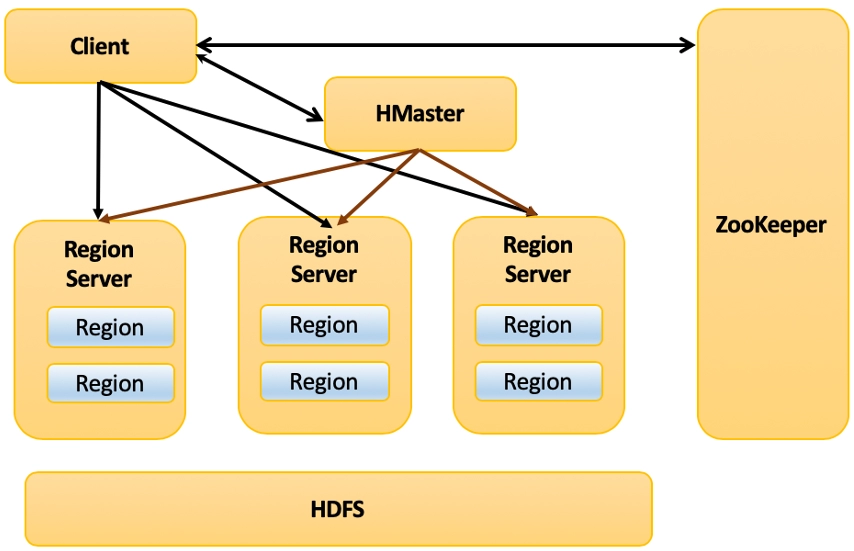 Client
HMaster
ZooKeeper
Region
Server
Region
Region
Region
Server
Region
Region
Region
Server
Region
Region
HDFS